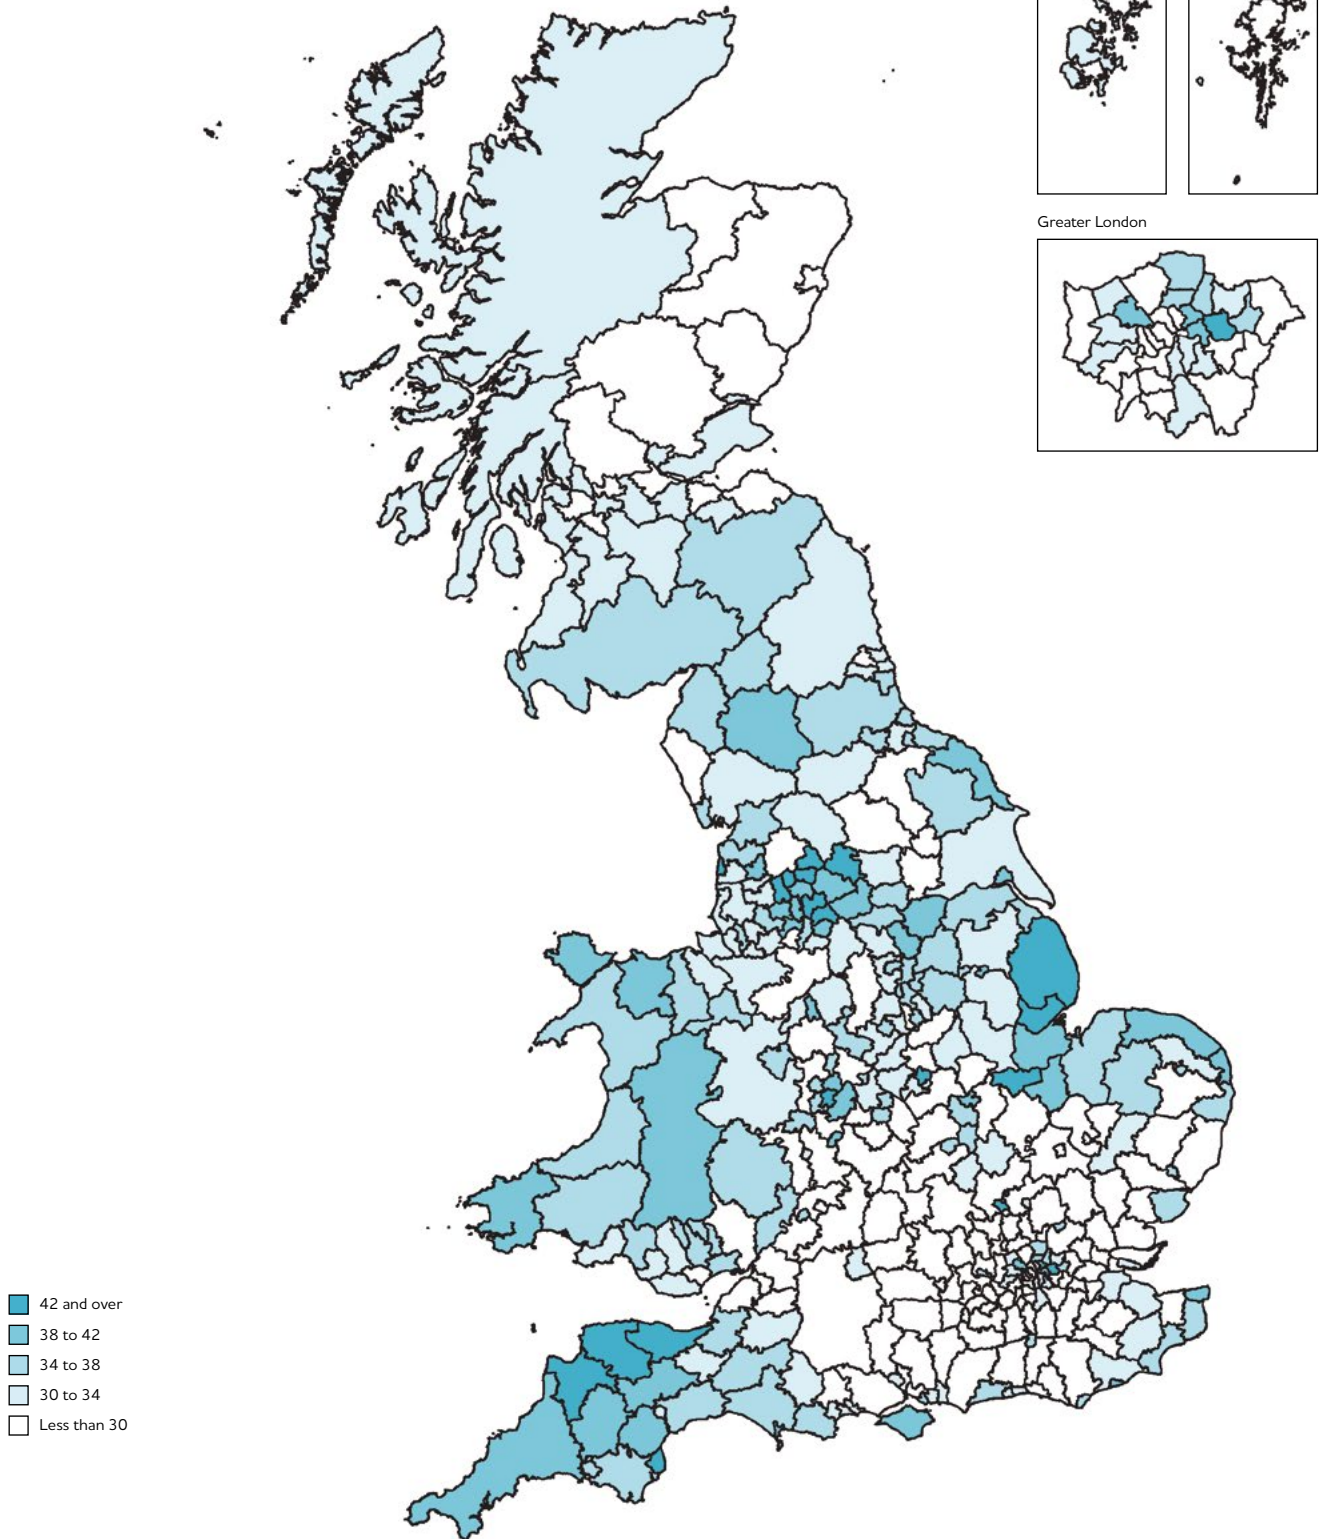 Greater London
42 and over
38 to 42
34 to 38
30 to 34
Less than 30